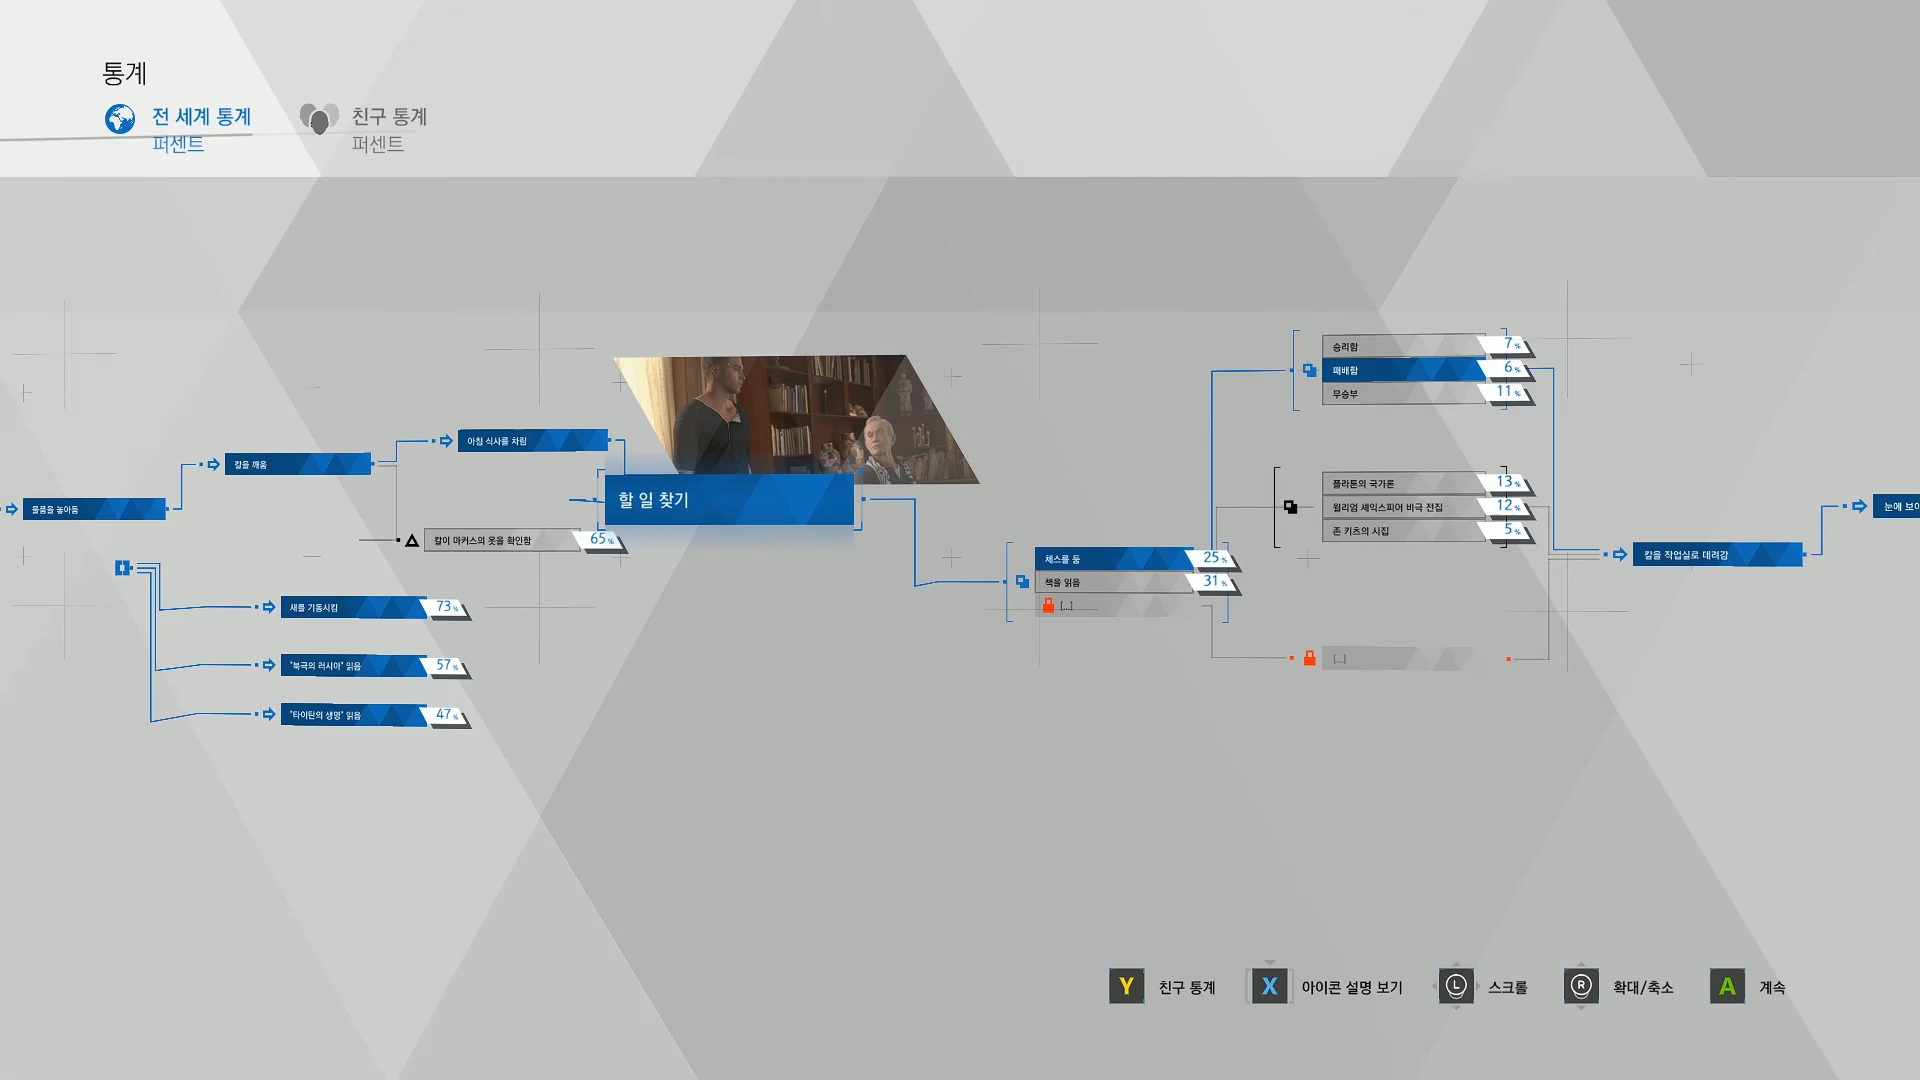 통계
전 세계 통계
퍼센트
친구 통계
퍼센트
물품을 놓아둠
칼을 깨움
아침 식사를 차림
칼이 마커스의 옷을 확인함
65%
할 일 찾기
새를 기동시킴
73%
"북극의 러시아" 읽음
57%
"타이탄의 생명" 읽음
47%
체스를 둠
25%
책을 읽음
31%
[...]
승리함
7%
패배함
6%
무승부
11%
플라톤의 국가론
13%
윌리엄 셰익스피어 비극 전집
12%
존 키츠의 시집
5%
[...]
칼을 작업실로 데려감
눈에 보이
Y 친구 통계
X 아이콘 설명 보기
L 스크롤
R 확대/축소
A 계속